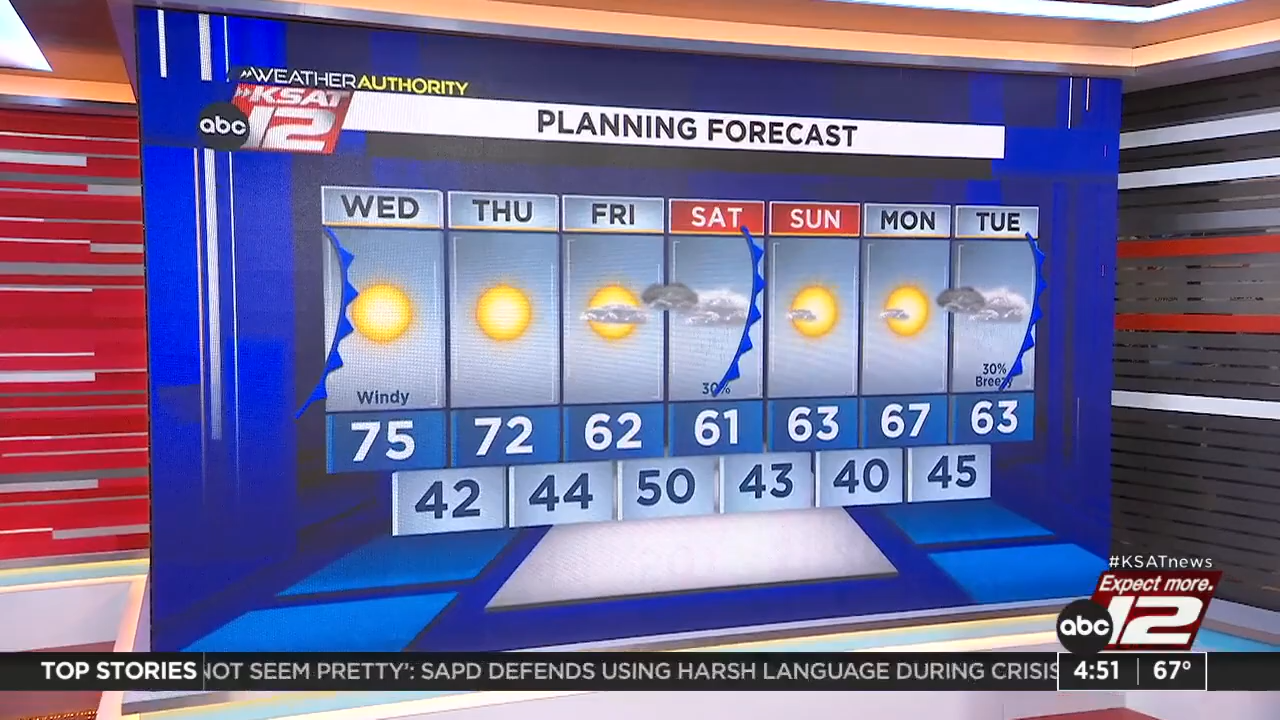 WEATHERAUTHORITY
KSAT
abc 12
PLANNING FORECAST
WED THU FRI SAT SUN MON TUE
Windy 30% 30%
Breezy
75 72 62 61 63 67 63
42 44 50 43 40 45
#KSATnews
Expect more.
abc 12
TOP STORIES NOT SEEM PRETTY': SAPD DEFENDS USING HARSH LANGUAGE DURING CRISIS 4:51 67°